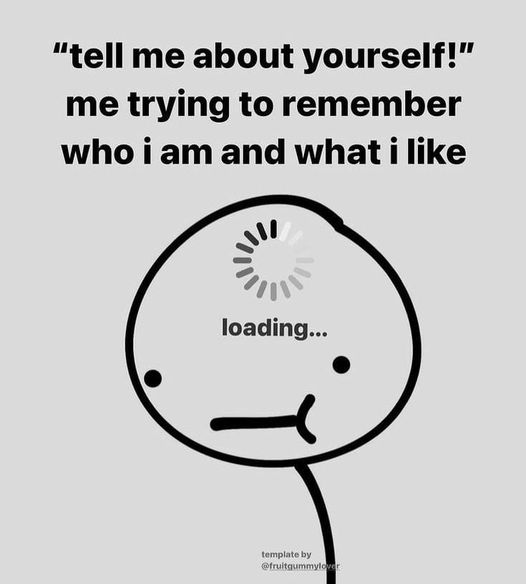 “tell me about yourself!”
me trying to remember
who i am and what i like
loading...
template by
@fruitgummylover